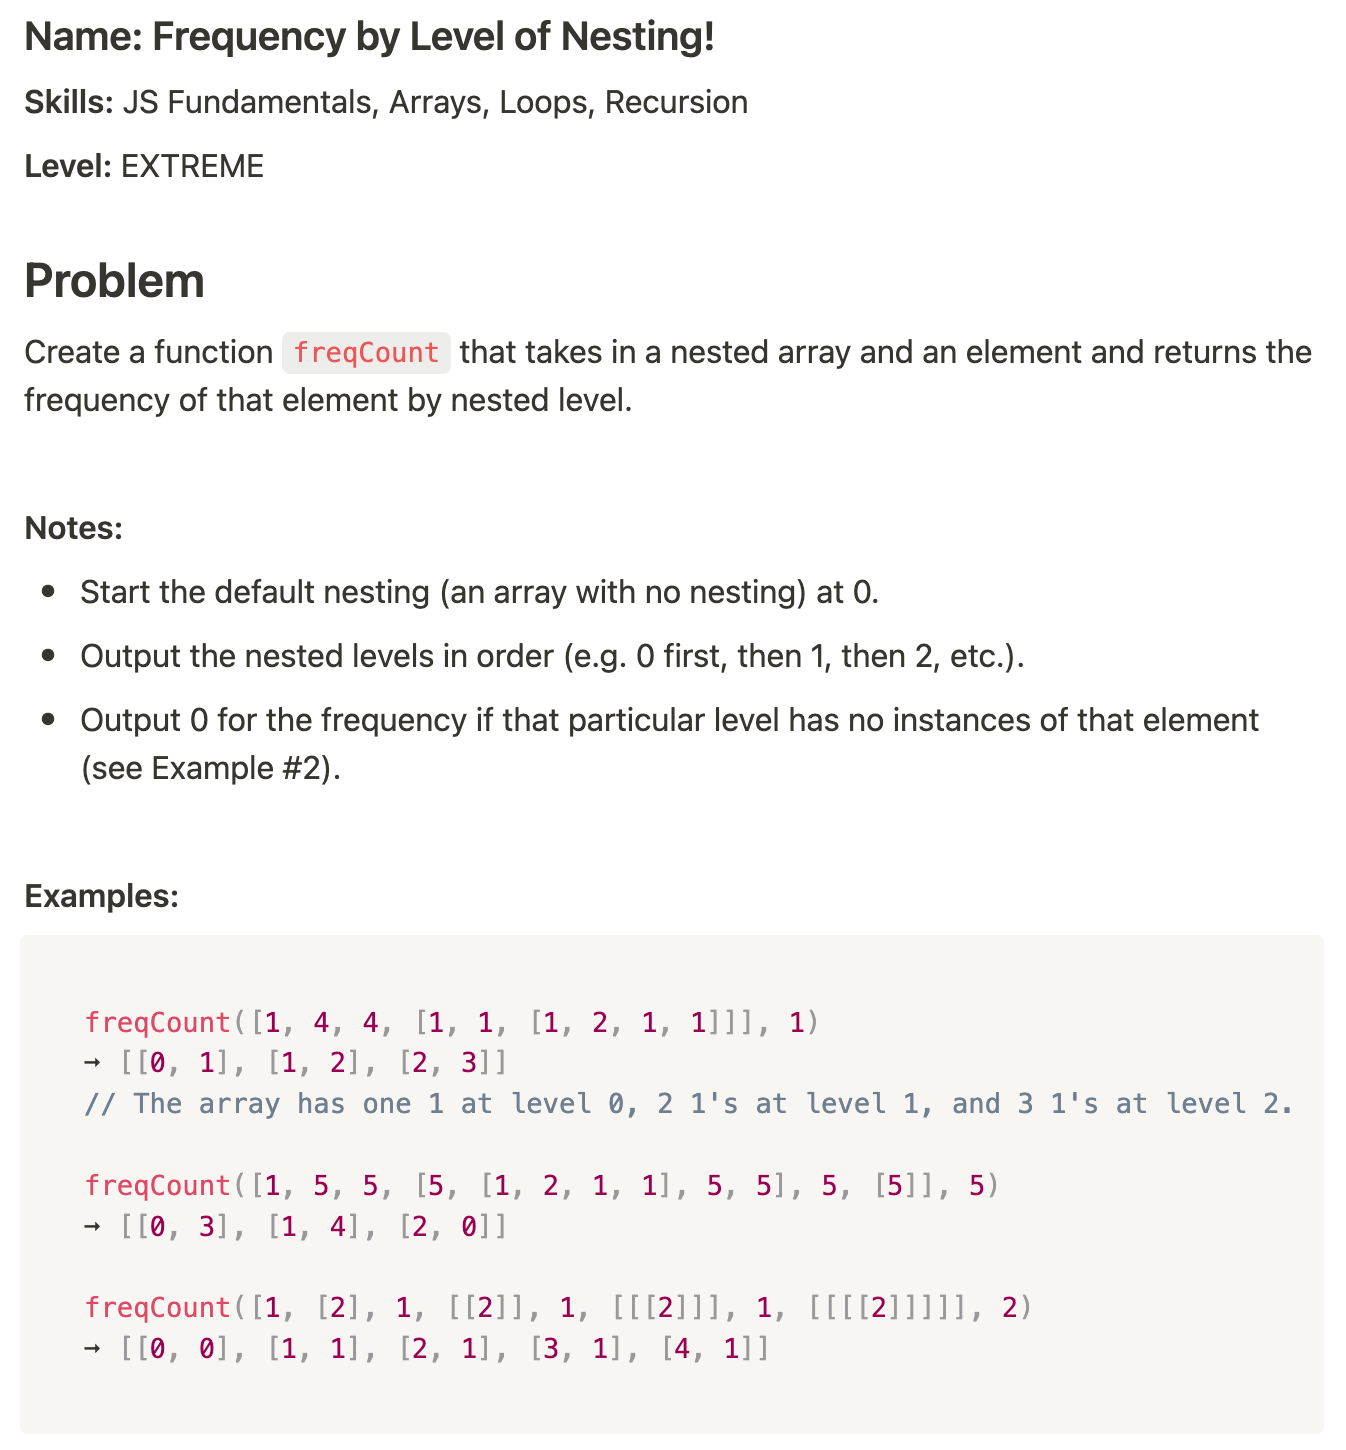 Name: Frequency by Level of Nesting!
Skills: JS Fundamentals, Arrays, Loops, Recursion
Level: EXTREME
Problem
Create a function freqCount that takes in a nested array and an element and returns the
frequency of that element by nested level.
Notes:
• Start the default nesting (an array with no nesting) at 0.
• Output the nested levels in order (e.g. 0 first, then 1, then 2, etc.).
• Output 0 for the frequency if that particular level has no instances of that element
(see Example #2).
Examples:
freqCount([1, 4, 4, [1, 1, [1, 2, 1, 1]]], 1)
→ [[0, 1], [1, 2], [2, 3]]
// The array has one 1 at level 0, 2 1's at level 1, and 3 1's at level 2.
freqCount([1, 5, 5, [5, [1, 2, 1, 1], 5, 5], 5, [5]], 5)
→ [[0, 3], [1, 4], [2, 0]]
freqCount([1, [2], 1, [[2]], 1, [[[2]]], 1, [[[[2]]]]], 2)
→ [[0, 0], [1, 1], [2, 1], [3, 1], [4, 1]]